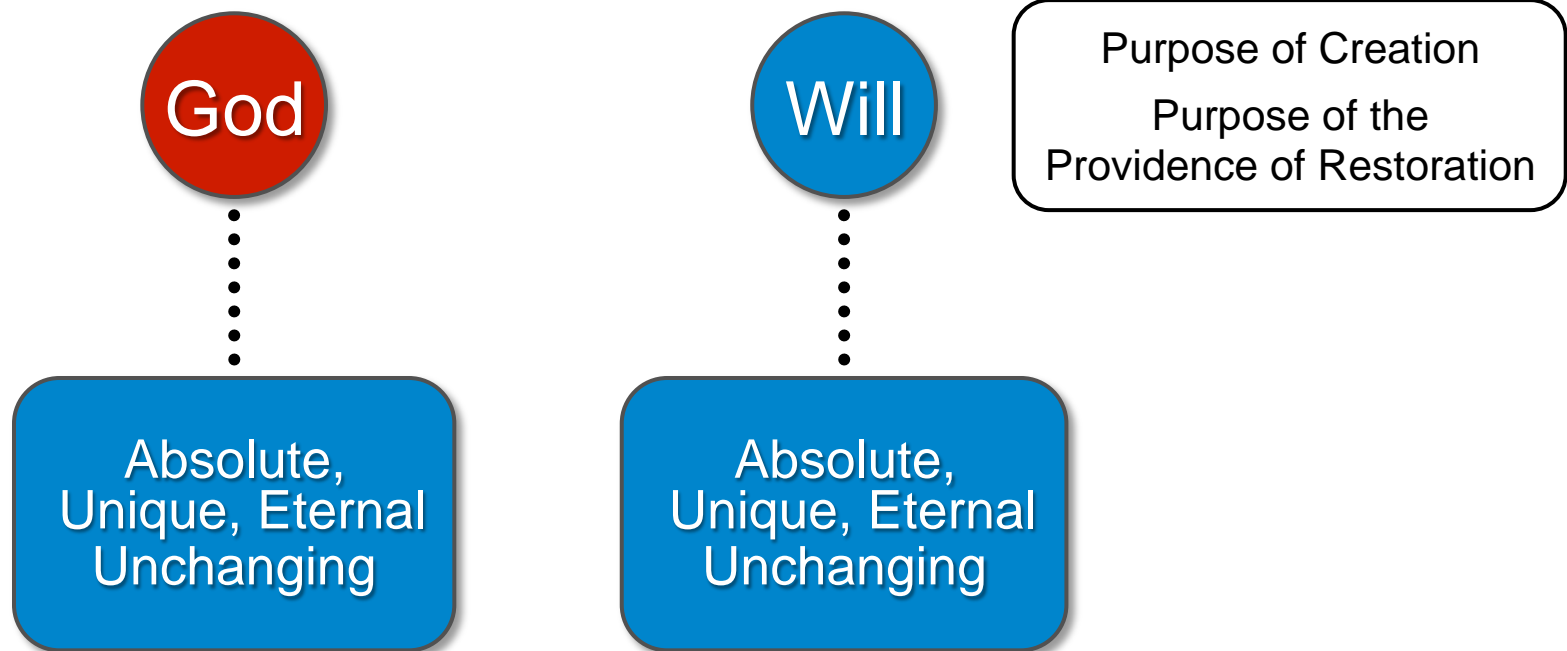 God
Will
Purpose of Creation
Purpose of the
Providence of Restoration
Absolute,
Unique, Eternal
Unchanging
Absolute,
Unique, Eternal
Unchanging